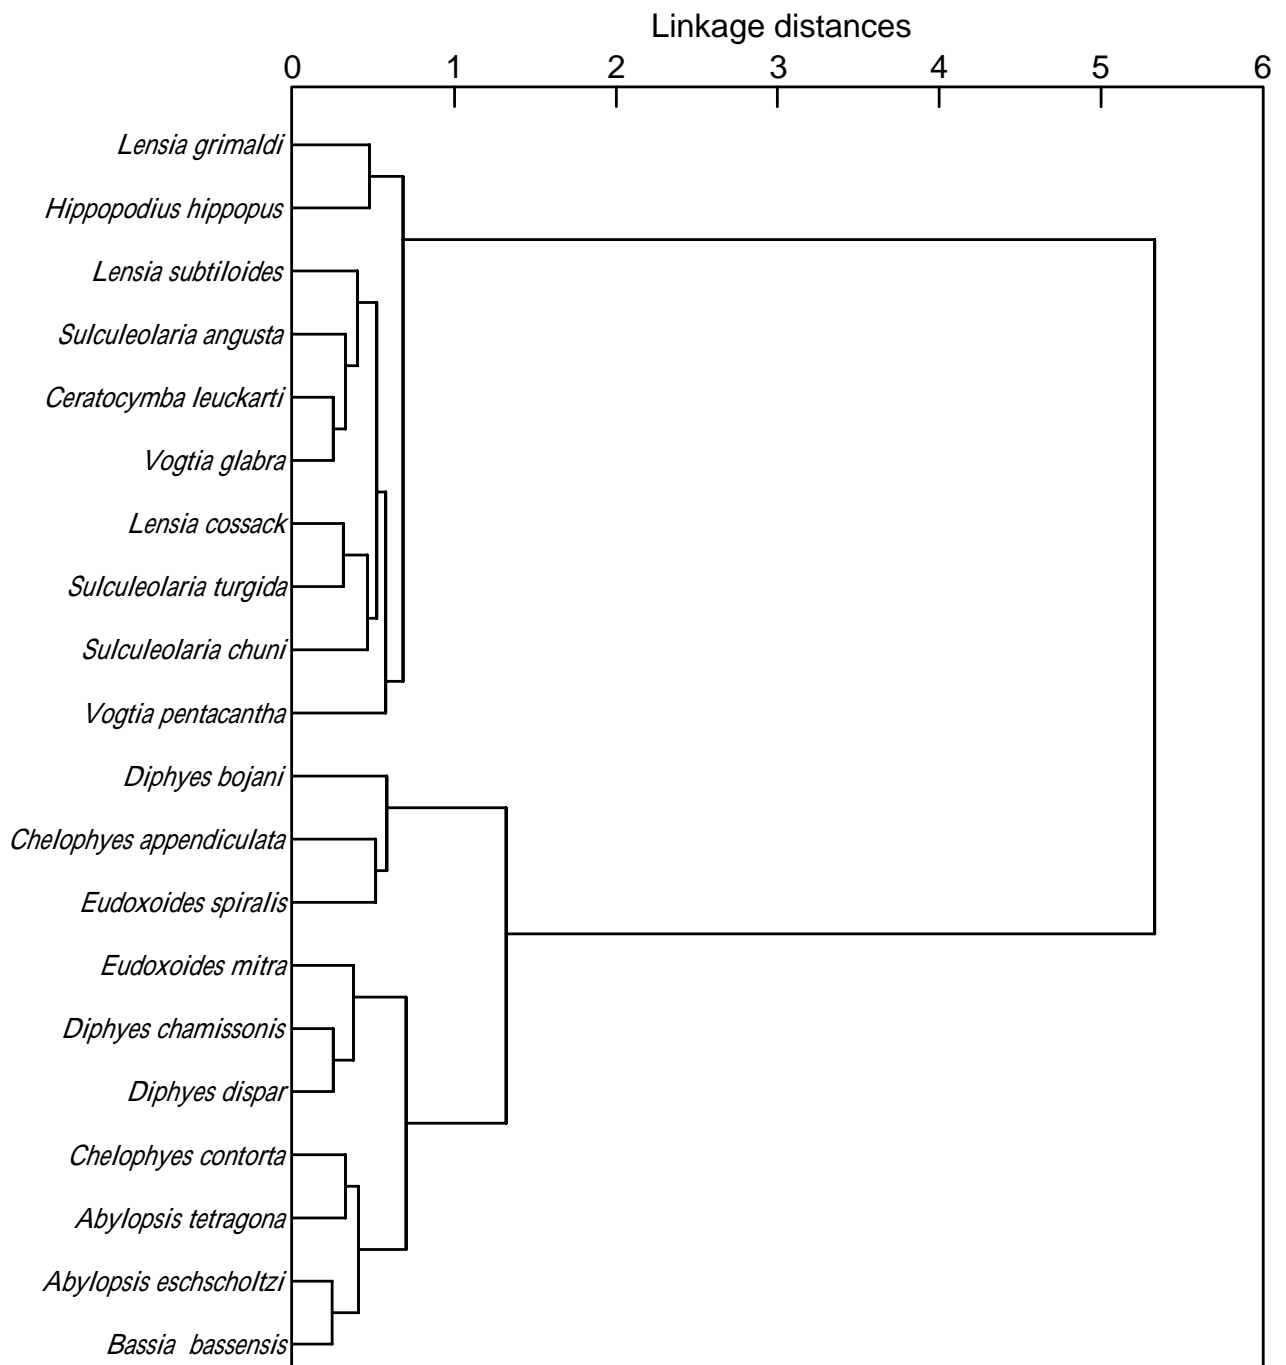 Linkage distances
0 1 2 3 4 5 6
Lensia grimaldi
Hippopodius hippopus
Lensia subtiloides
Sulculeolaria angusta
Ceratocymba leuckarti
Vogtia glabra
Lensia cossack
Sulculeolaria turgida
Sulculeolaria chuni
Vogtia pentacantha
Diphyes bojani
Chelophyes appendiculata
Eudoxoides spiralis
Eudoxoides mitra
Diphyes chamissonis
Diphyes dispar
Chelophyes contorta
Abylopsis tetragona
Abylopsis eschscholtzi
Bassia bassensis